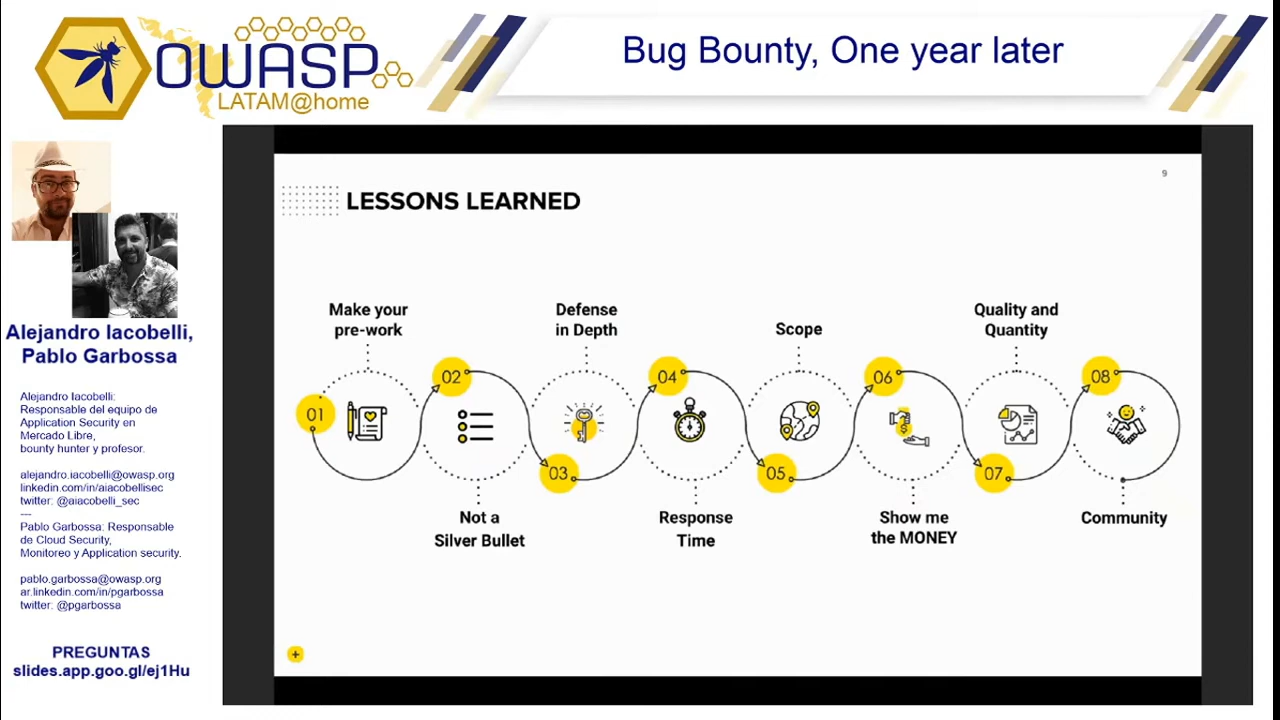 OWASP
LATAM@home
Bug Bounty, One year later
Alejandro Iacobelli,
Pablo Garbossa
Alejandro Iacobelli:
Responsable del equipo de
Application Security en
Mercado Libre,
bounty hunter y profesor.
alejandro.iacobelli@owasp.org
linkedin.com/in/aiacobellisec
twitter: @aiacobelli_sec
---
Pablo Garbossa: Responsable
de Cloud Security,
Monitoreo y Application security.
pablo.garbossa@owasp.org
ar.linkedin.com/in/pgarbossa
twitter: @pgarbossa
PREGUNTAS
slides.app.goo.gl/ej1Hu
9
LESSONS LEARNED
01
Make your
pre-work
02
Not a
Silver Bullet
03
Defense
in Depth
04
Response
Time
05
Scope
06
Show me
the MONEY
07
Quality and
Quantity
08
Community